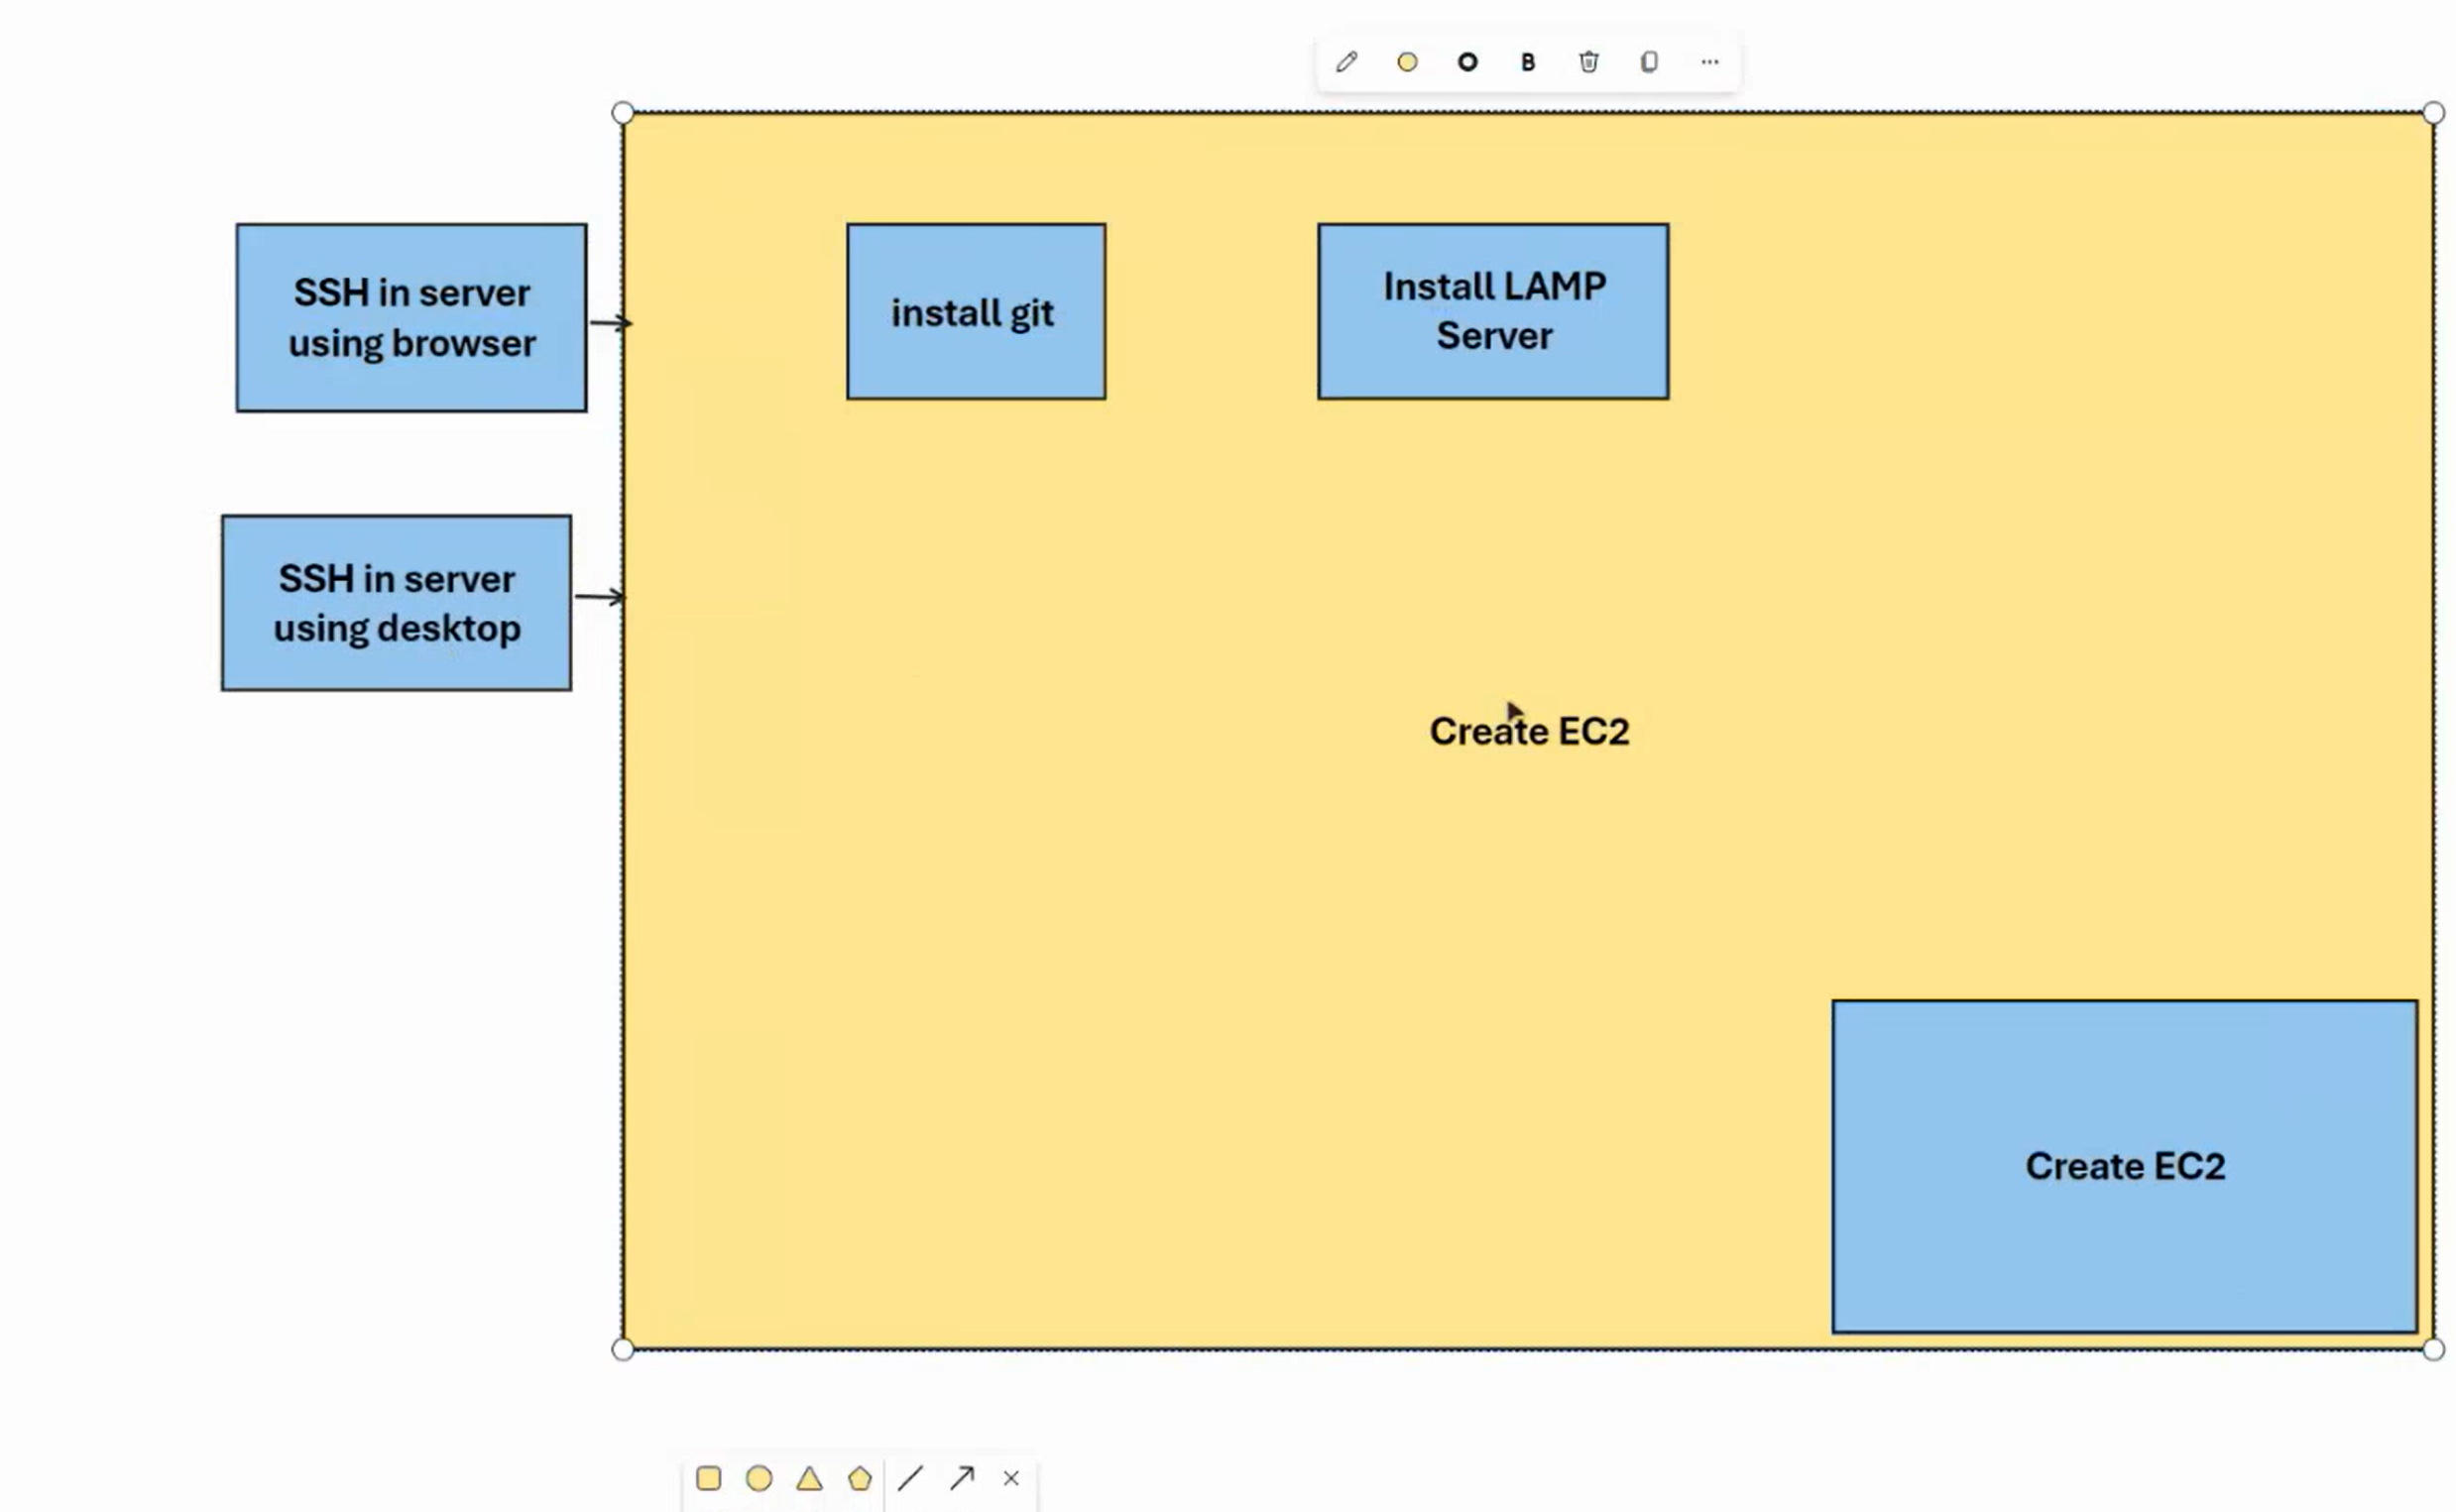 B
SSH in server
using browser
install git
Install LAMP
Server
SSH in server
using desktop
Create EC2
Create EC2